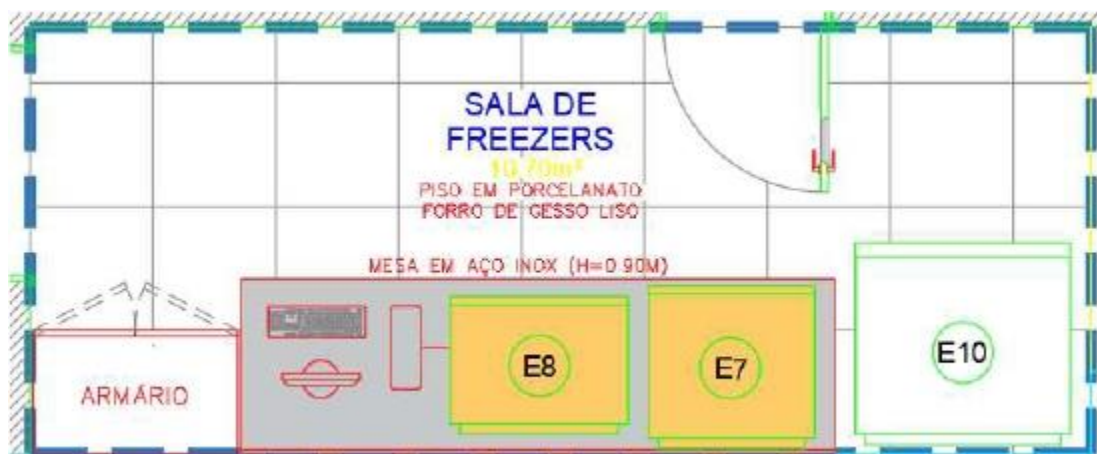 SALA DE
FREEZERS
10.70m²
PISO EM PORCELANATO
FORRO DE GESSO LISO
MESA EM AÇO INOX (H=0.90M)
E8
E7
E10
ARMÁRIO